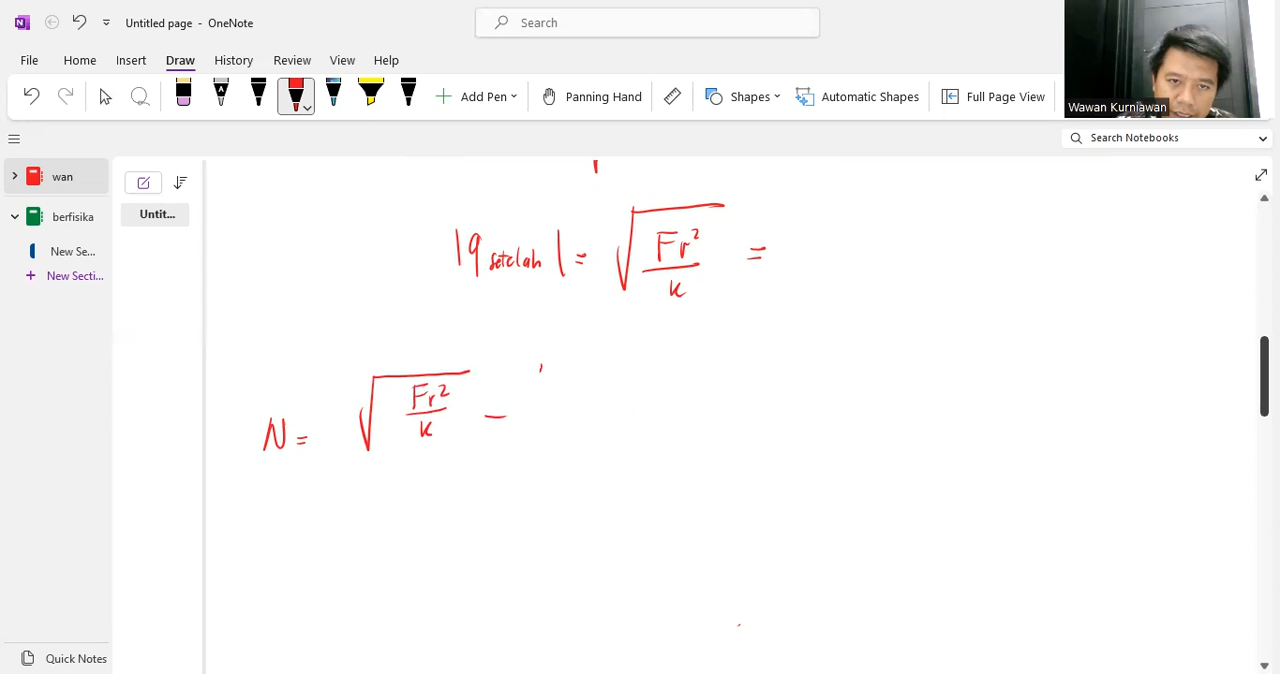 Untitled page - OneNote
Search
File Home Insert Draw History Review View Help
Add Pen Panning Hand Shapes Automatic Shapes Full Page View
Wawan Kurniawan
Search Notebooks
wan
berfisika
New Se...
New Secti...
Untit...
|q setelah | = √(Fr²/k) =
N = √(Fr²/k) −
Quick Notes